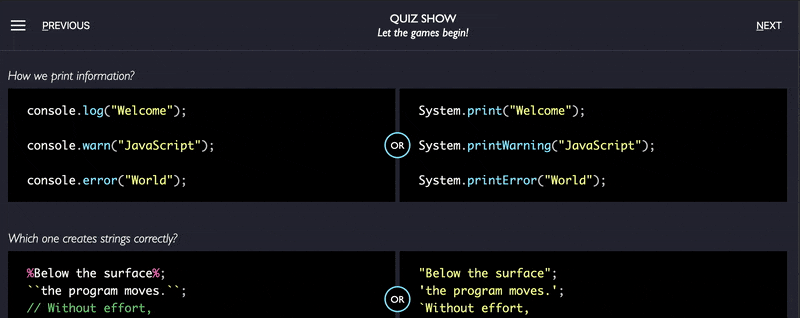 PREVIOUS
QUIZ SHOW
Let the games begin!
NEXT
How we print information?
console.log("Welcome");
console.warn("JavaScript");
console.error("World");
OR
System.print("Welcome");
System.printWarning("JavaScript");
System.printError("World");
Which one creates strings correctly?
%Below the surface%;
``the program moves.``;
// Without effort,
OR
"Below the surface";
'the program moves.';
`Without effort,